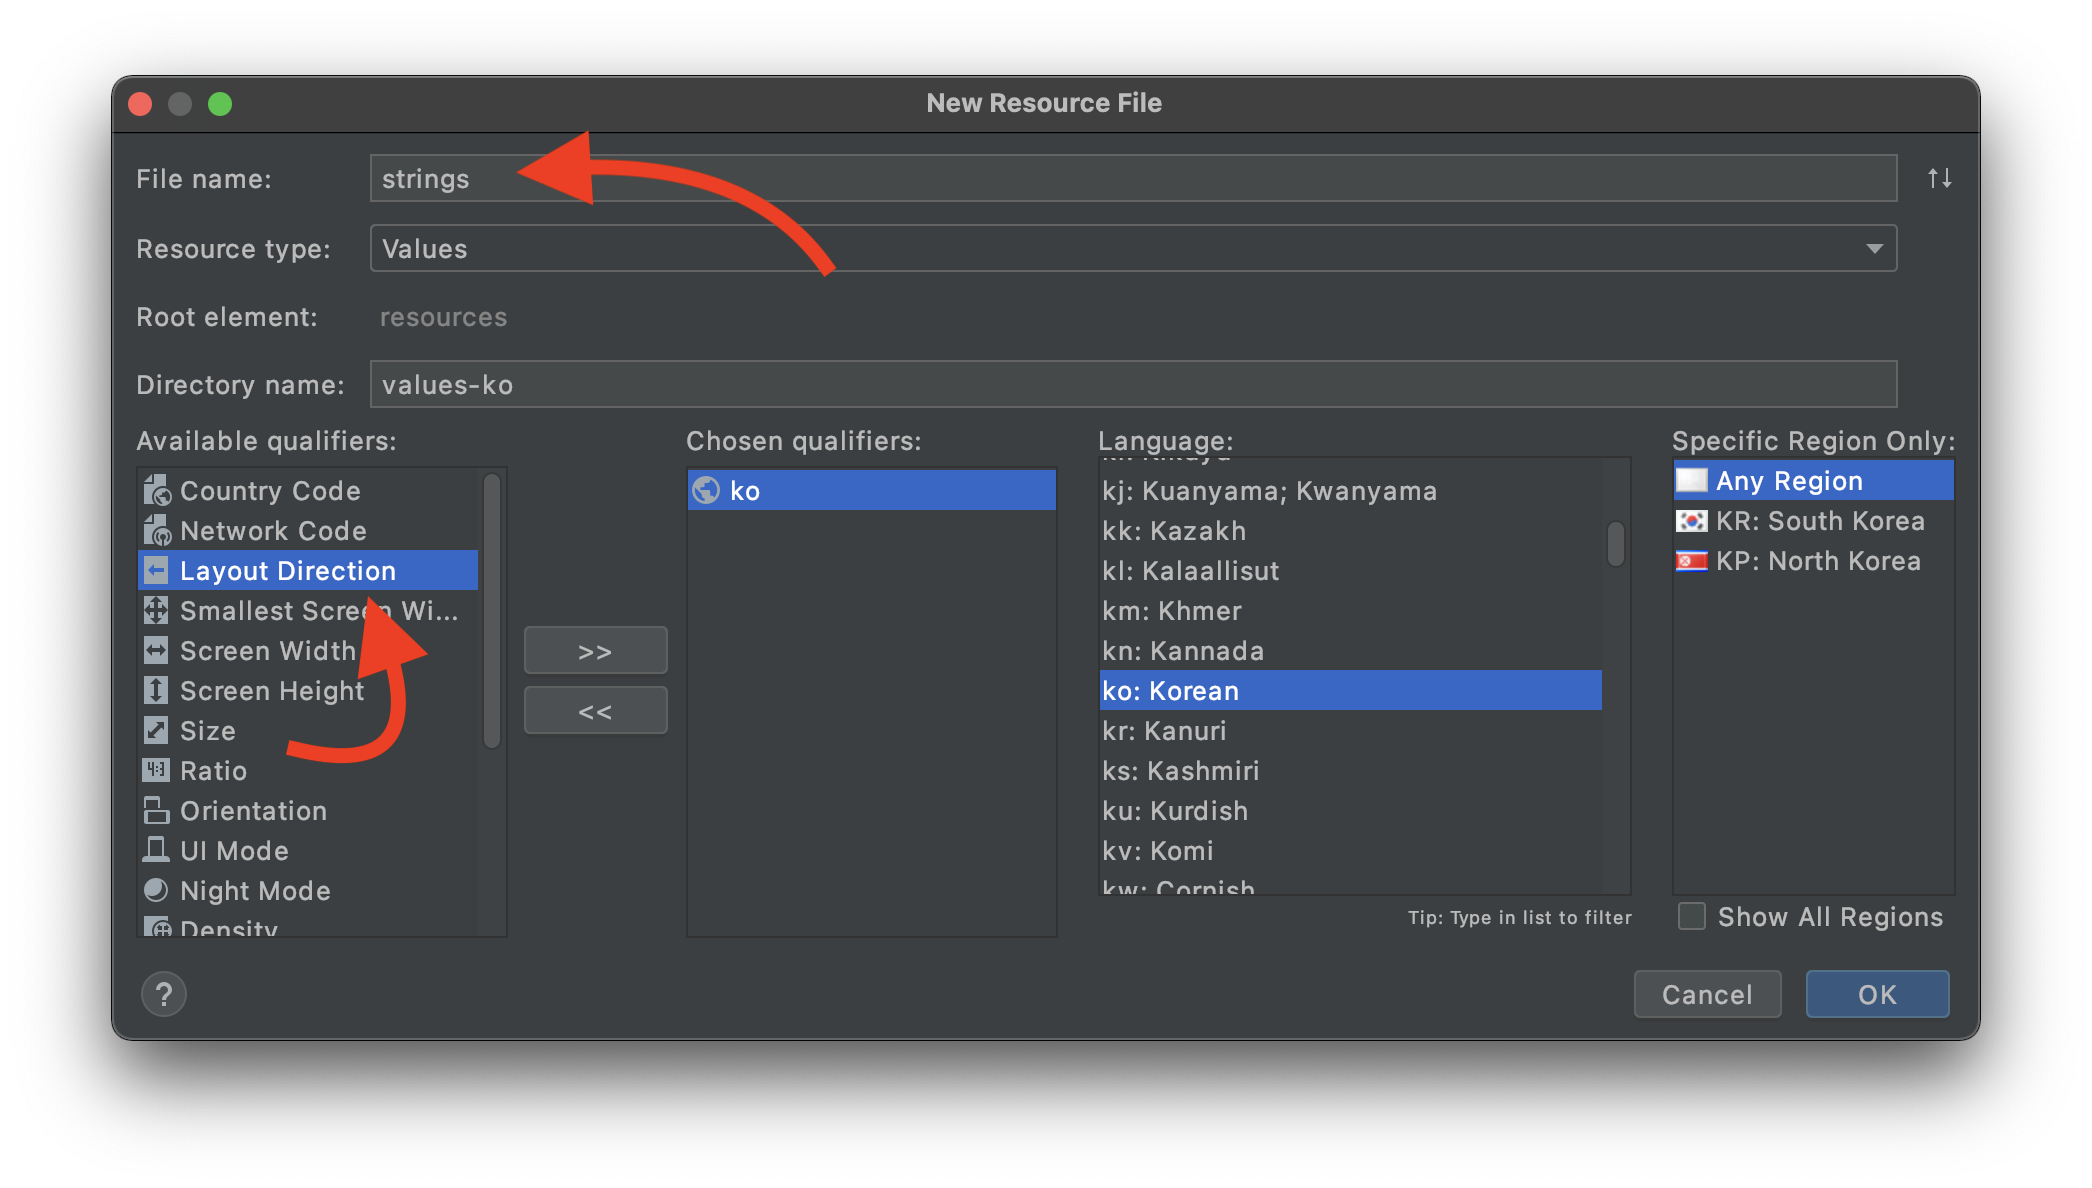 New Resource File
File name:
strings
Resource type:
Values
Root element:
resources
Directory name:
values-ko
Available qualifiers:
Country Code
Network Code
Layout Direction
Smallest Screen Wi...
Screen Width
Screen Height
Size
Ratio
Orientation
UI Mode
Night Mode
Density
>>
<<
Chosen qualifiers:
ko
Language:
kj: Kuanyama; Kwanyama
kk: Kazakh
kl: Kalaallisut
km: Khmer
kn: Kannada
ko: Korean
kr: Kanuri
ks: Kashmiri
ku: Kurdish
kv: Komi
kw: Cornish
Tip: Type in list to filter
Specific Region Only:
Any Region
KR: South Korea
KP: North Korea
Show All Regions
?
Cancel
OK